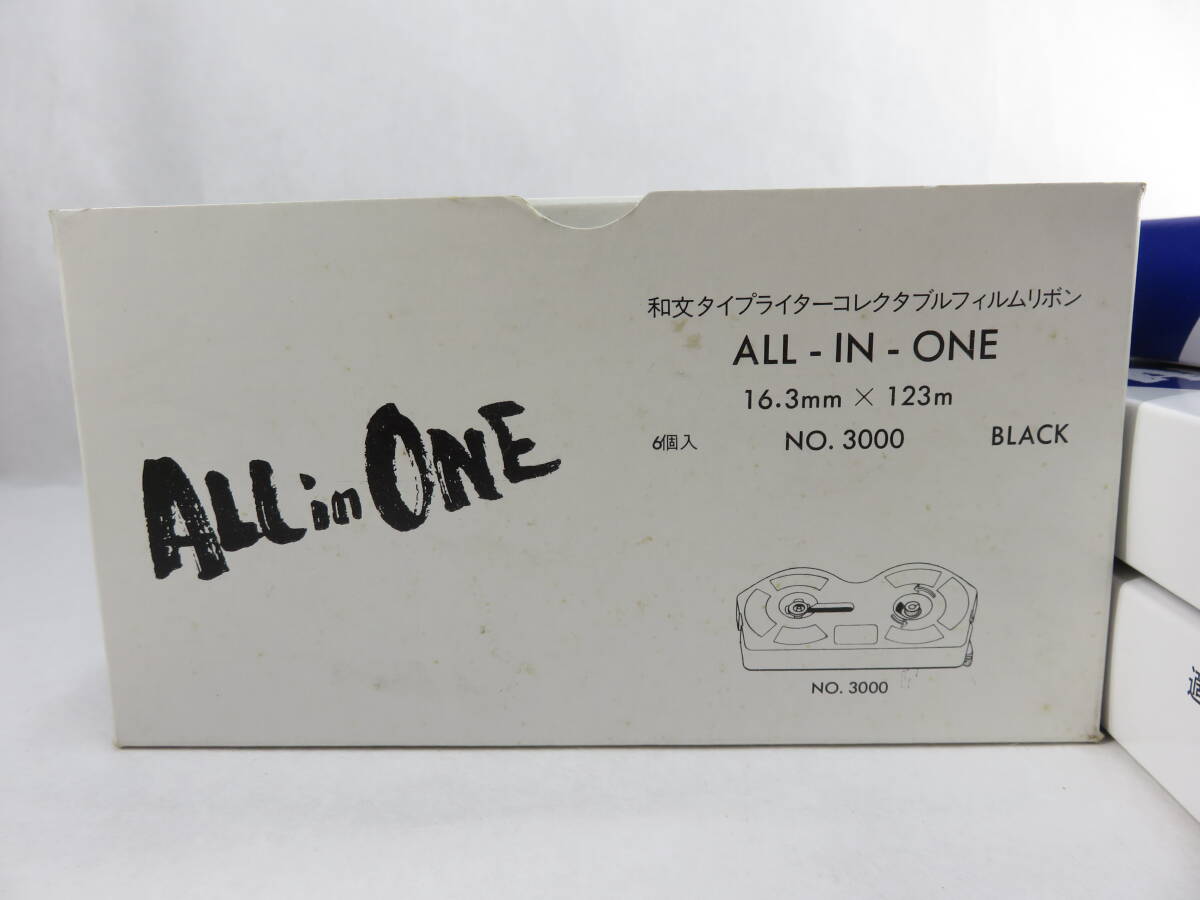 和文タイプライターコレクタブルフィルムリボン
ALL - IN - ONE
16.3mm × 123m
6個入 NO. 3000 BLACK
ALL in ONE
NO. 3000